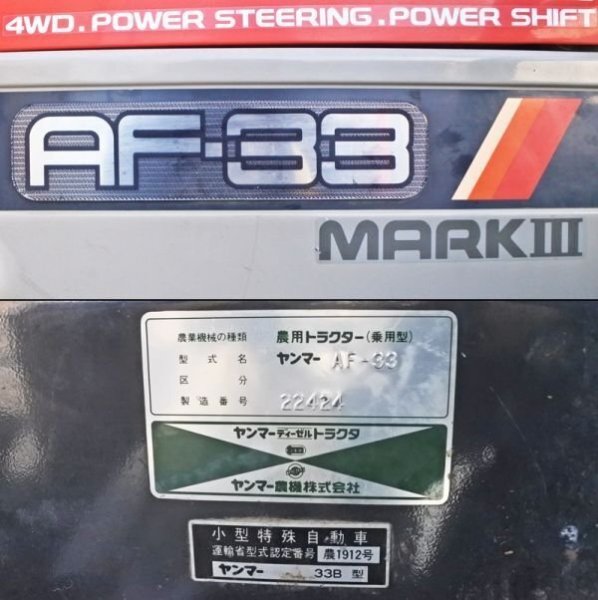 4WD.POWER STEERING.POWER SHIFT
AF-33
MARKIII
農業機械の種類 農用トラクター(乗用型)
型式名 ヤンマー AF-33
区分
製造番号 22424
ヤンマーディーゼルトラクタ
ヤンマー農機株式会社
小型特殊自動車
運輸省型式認定番号 農1912号
ヤンマー 33B 型